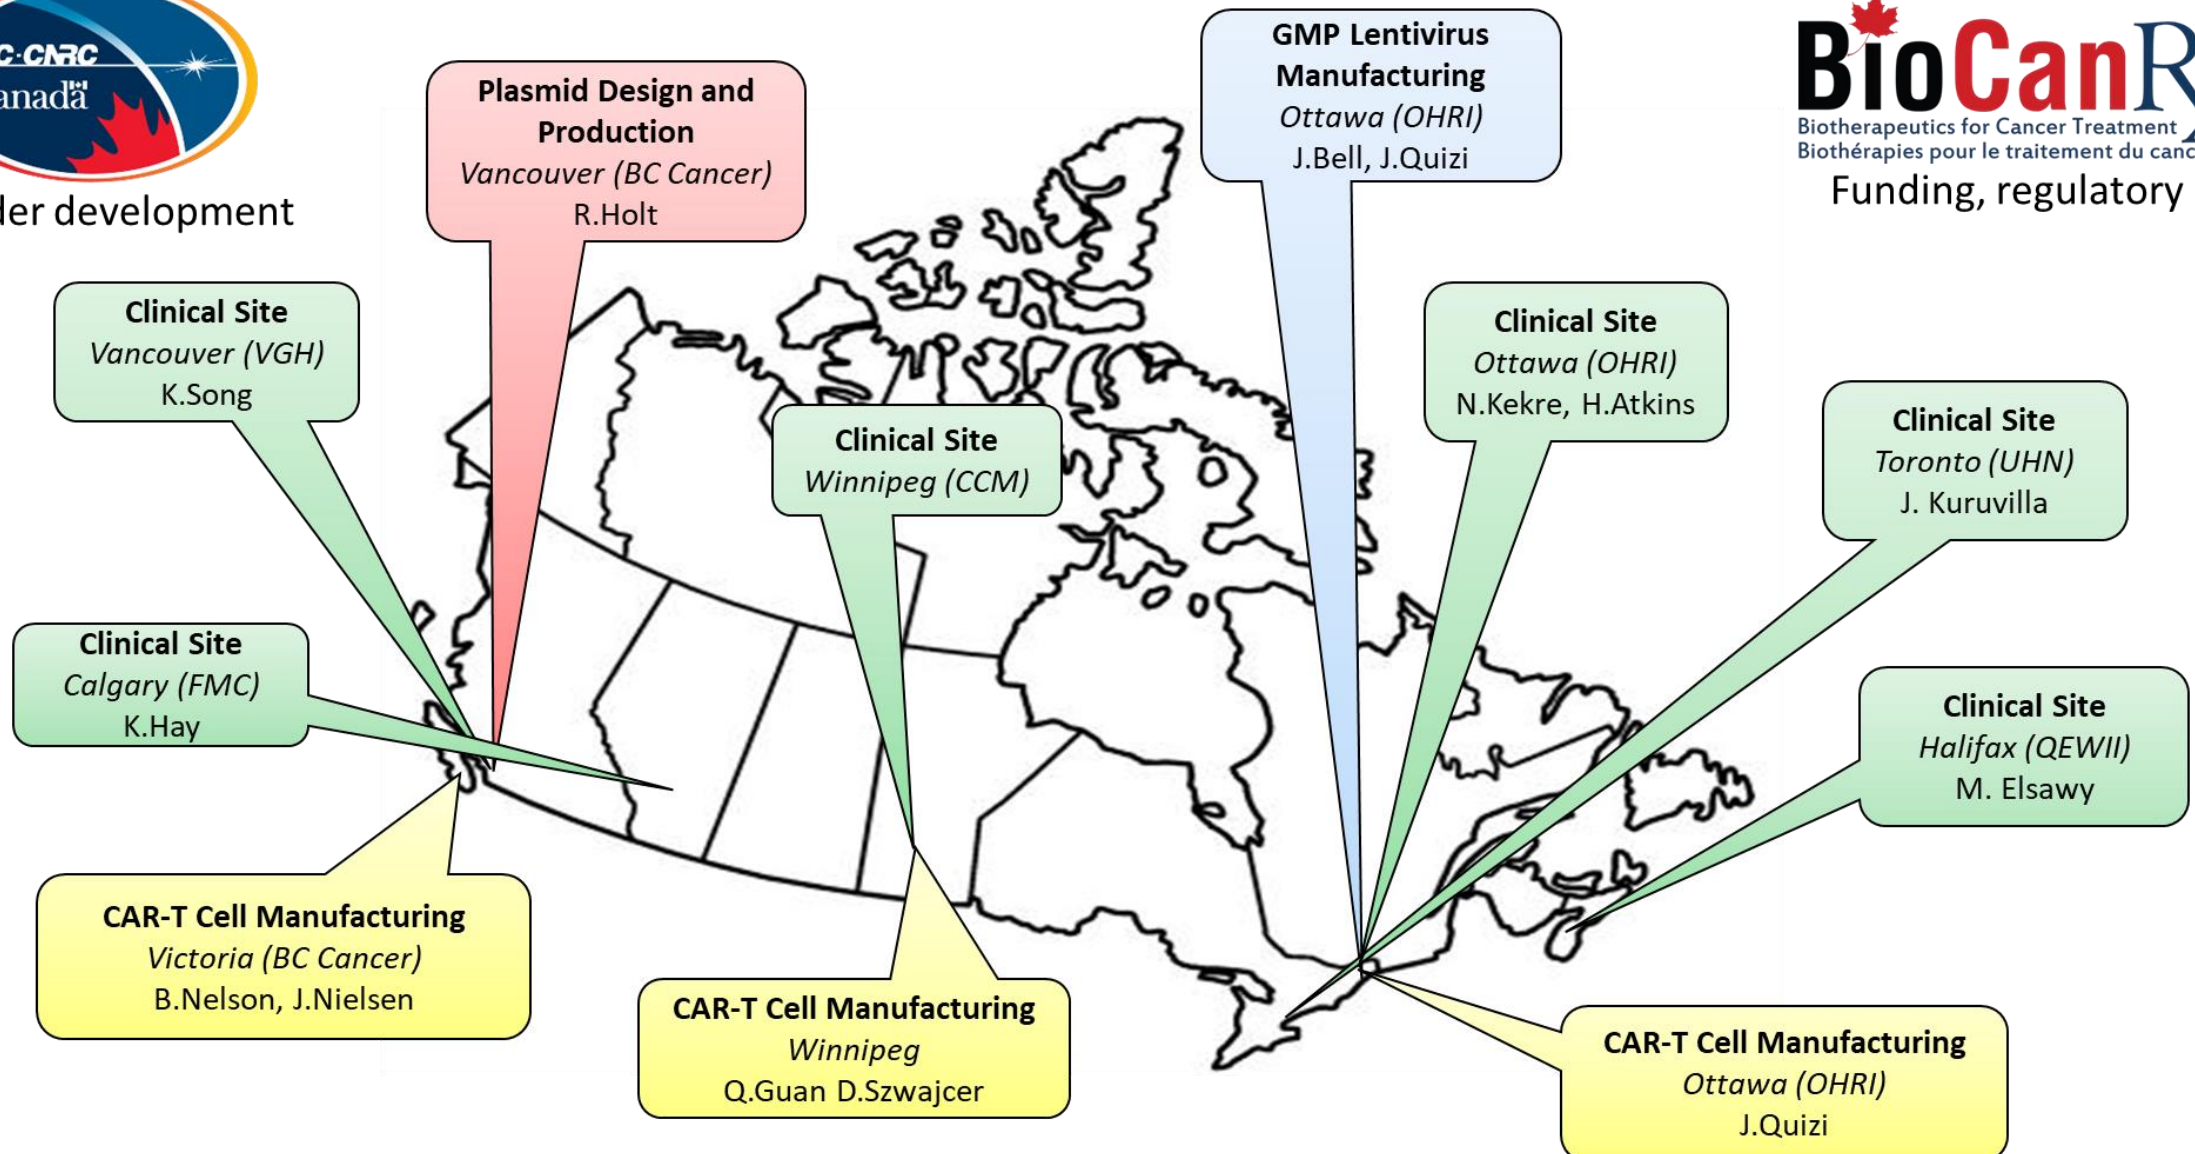 C·CNRC
anada
der development
Plasmid Design and
Production
Vancouver (BC Cancer)
R.Holt
GMP Lentivirus
Manufacturing
Ottawa (OHRI)
J.Bell, J.Quizi
BioCanR
Biotherapeutics for Cancer Treatment
Biothérapies pour le traitement du canc
Funding, regulatory
Clinical Site
Vancouver (VGH)
K.Song
Clinical Site
Ottawa (OHRI)
N.Kekre, H.Atkins
Clinical Site
Toronto (UHN)
J. Kuruvilla
Clinical Site
Winnipeg (CCM)
Clinical Site
Calgary (FMC)
K.Hay
Clinical Site
Halifax (QEWII)
M. Elsawy
CAR-T Cell Manufacturing
Victoria (BC Cancer)
B.Nelson, J.Nielsen
CAR-T Cell Manufacturing
Winnipeg
Q.Guan D.Szwajcer
CAR-T Cell Manufacturing
Ottawa (OHRI)
J.Quizi